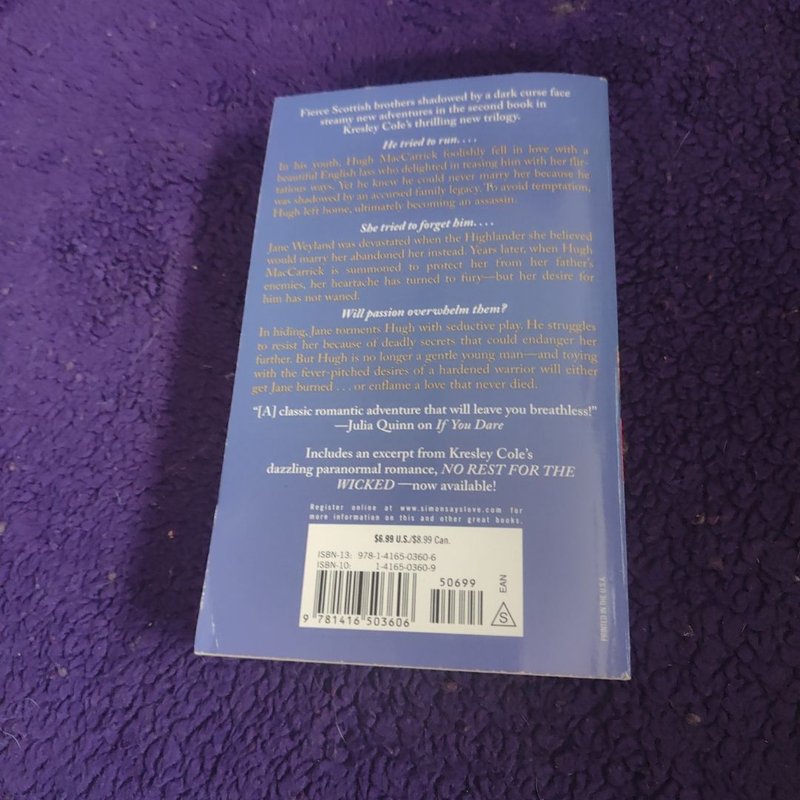 Fierce Scottish brothers shadowed by a dark curse face
steamy new adventures in the second book in
Kresley Cole's thrilling new trilogy.
He tried to run. . . .
In his youth, Hugh MacCarrick foolishly fell in love with a
beautiful English lass who delighted in teasing him with her flir-
tatious ways. Yet he knew he could never marry her because he
was shadowed by an accursed family legacy. To avoid temptation,
Hugh left home, ultimately becoming an assassin.
She tried to forget him. . . .
Jane Weyland was devastated when the Highlander she believed
would marry her abandoned her instead. Years later, when Hugh
MacCarrick is summoned to protect her from her father's
enemies, her heartache has turned to fury—but her desire for
him has not waned.
Will passion overwhelm them?
In hiding, Jane torments Hugh with seductive play. He struggles
to resist her because of deadly secrets that could endanger her
further. But Hugh is no longer a gentle young man—and toying
with the fever-pitched desires of a hardened warrior will either
get Jane burned . . . or enflame a love that never died.
"[A] classic romantic adventure that will leave you breathless!"
—Julia Quinn on If You Dare
Includes an excerpt from Kresley Cole's
dazzling paranormal romance, NO REST FOR THE
WICKED —now available!
Register online at www.simonsayslove.com for
more information on this and other great books.
$6.99 U.S./$8.99 Can.
ISBN-13: 978-1-4165-0360-6
ISBN-10: 1-4165-0360-9
50699
EAN
S
9 781416 503606
PRINTED IN THE U.S.A.